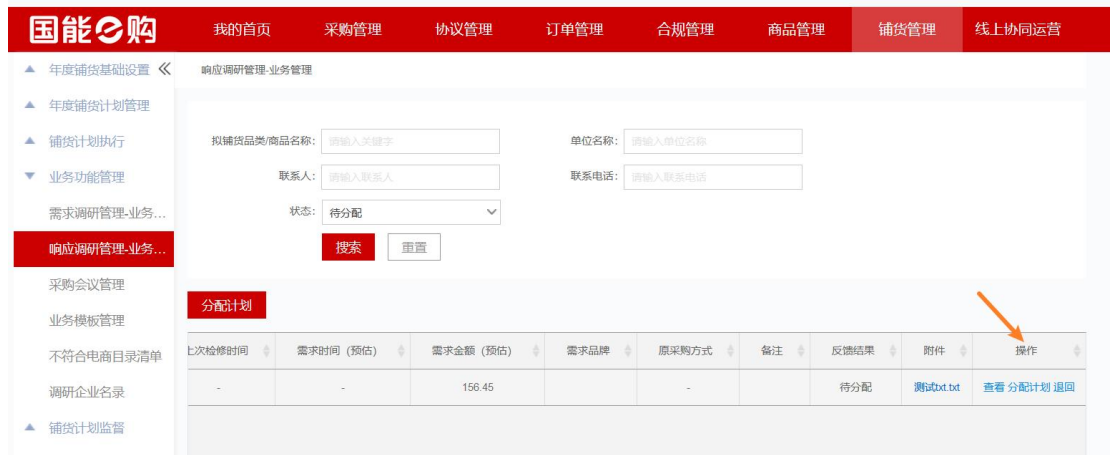 国能e购 我的首页 采购管理 协议管理 订单管理 合规管理 商品管理 铺货管理 线上协同运营
年度铺货基础设置 响应调研管理-业务管理
年度铺货计划管理
铺货计划执行 拟铺货品类/商品名称： 请输入关键字 单位名称： 请输入单位名称
业务功能管理 联系人： 请输入联系人 联系电话： 请输入联系电话
需求调研管理-业务... 状态： 待分配
响应调研管理-业务... 搜索 重置
采购会议管理
业务模板管理 分配计划
不符合电商目录清单 上次检修时间 需求时间（预估） 需求金额（预估） 需求品牌 原采购方式 备注 反馈结果 附件 操作
调研企业名录 - - 156.45 - 待分配 测试txt.txt 查看 分配计划 退回
铺货计划监督